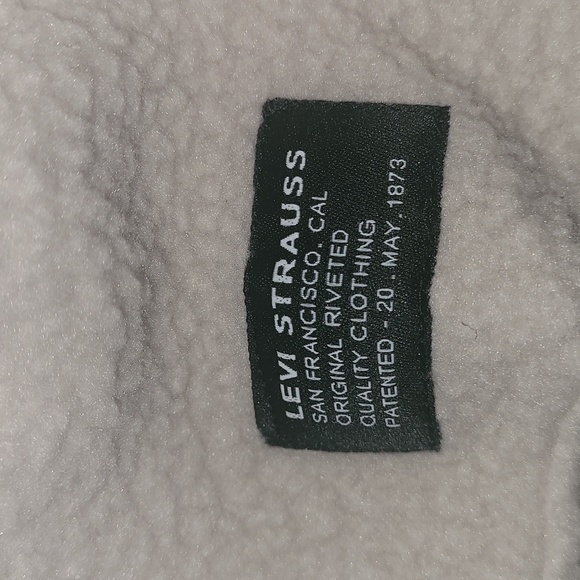 LEVI STRAUSS
SAN FRANCISCO. CAL
ORIGINAL RIVETED
QUALITY CLOTHING
PATENTED - 20 . MAY . 1873